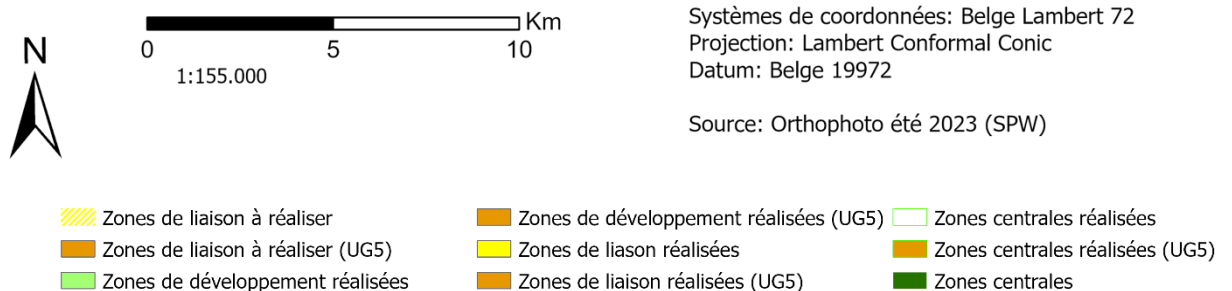 Km
0 5 10
1:155.000
N
Systèmes de coordonnées: Belge Lambert 72
Projection: Lambert Conformal Conic
Datum: Belge 19972
Source: Orthophoto été 2023 (SPW)
Zones de liaison à réaliser
Zones de liaison à réaliser (UG5)
Zones de développement réalisées
Zones de développement réalisées (UG5)
Zones de liason réalisées
Zones de liaison réalisées (UG5)
Zones centrales réalisées
Zones centrales réalisées (UG5)
Zones centrales